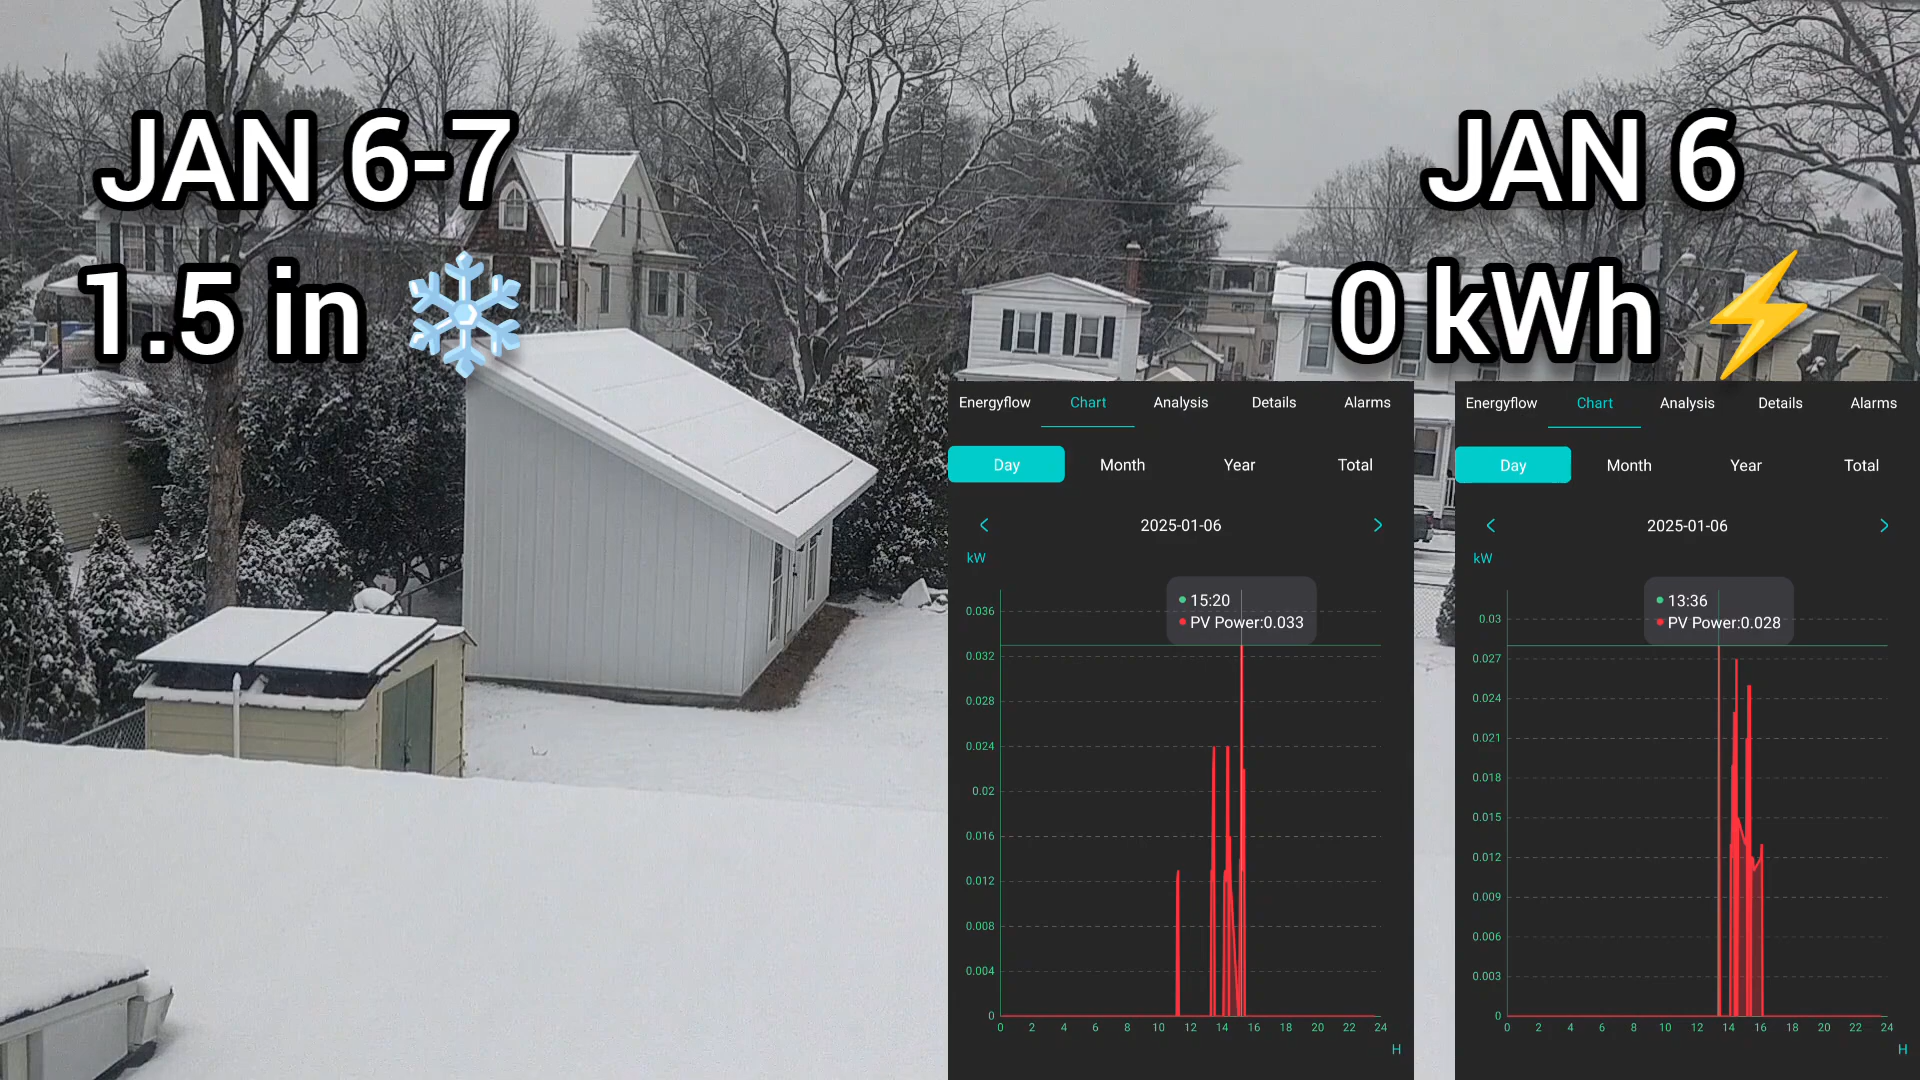 JAN 6-7
1.5 in ❄️
JAN 6
0 kWh ⚡
Energyflow Chart Analysis Details Alarms
Day Month Year Total
2025-01-06
kW
15:20
PV Power:0.033
0.036
0.032
0.028
0.024
0.02
0.016
0.012
0.008
0.004
0
0 2 4 6 8 10 12 14 16 18 20 22 24
H
Energyflow Chart Analysis Details Alarms
Day Month Year Total
2025-01-06
kW
13:36
PV Power:0.028
0.03
0.027
0.024
0.021
0.018
0.015
0.012
0.009
0.006
0.003
0
0 2 4 6 8 10 12 14 16 18 20 22 24
H